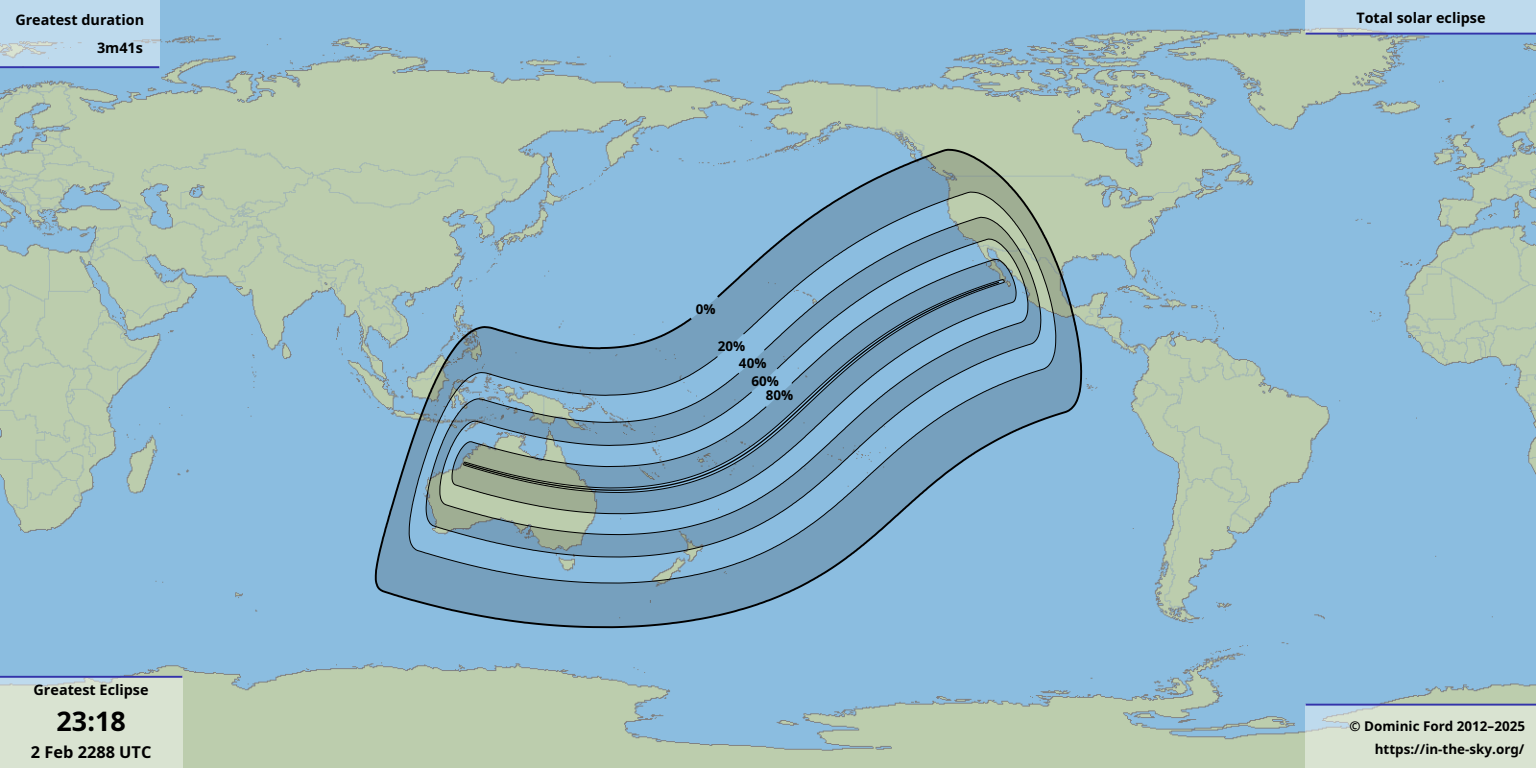 Greatest duration
3m41s
Total solar eclipse
0%
20%
40%
60%
80%
Greatest Eclipse
23:18
2 Feb 2288 UTC
© Dominic Ford 2012–2025
https://in-the-sky.org/